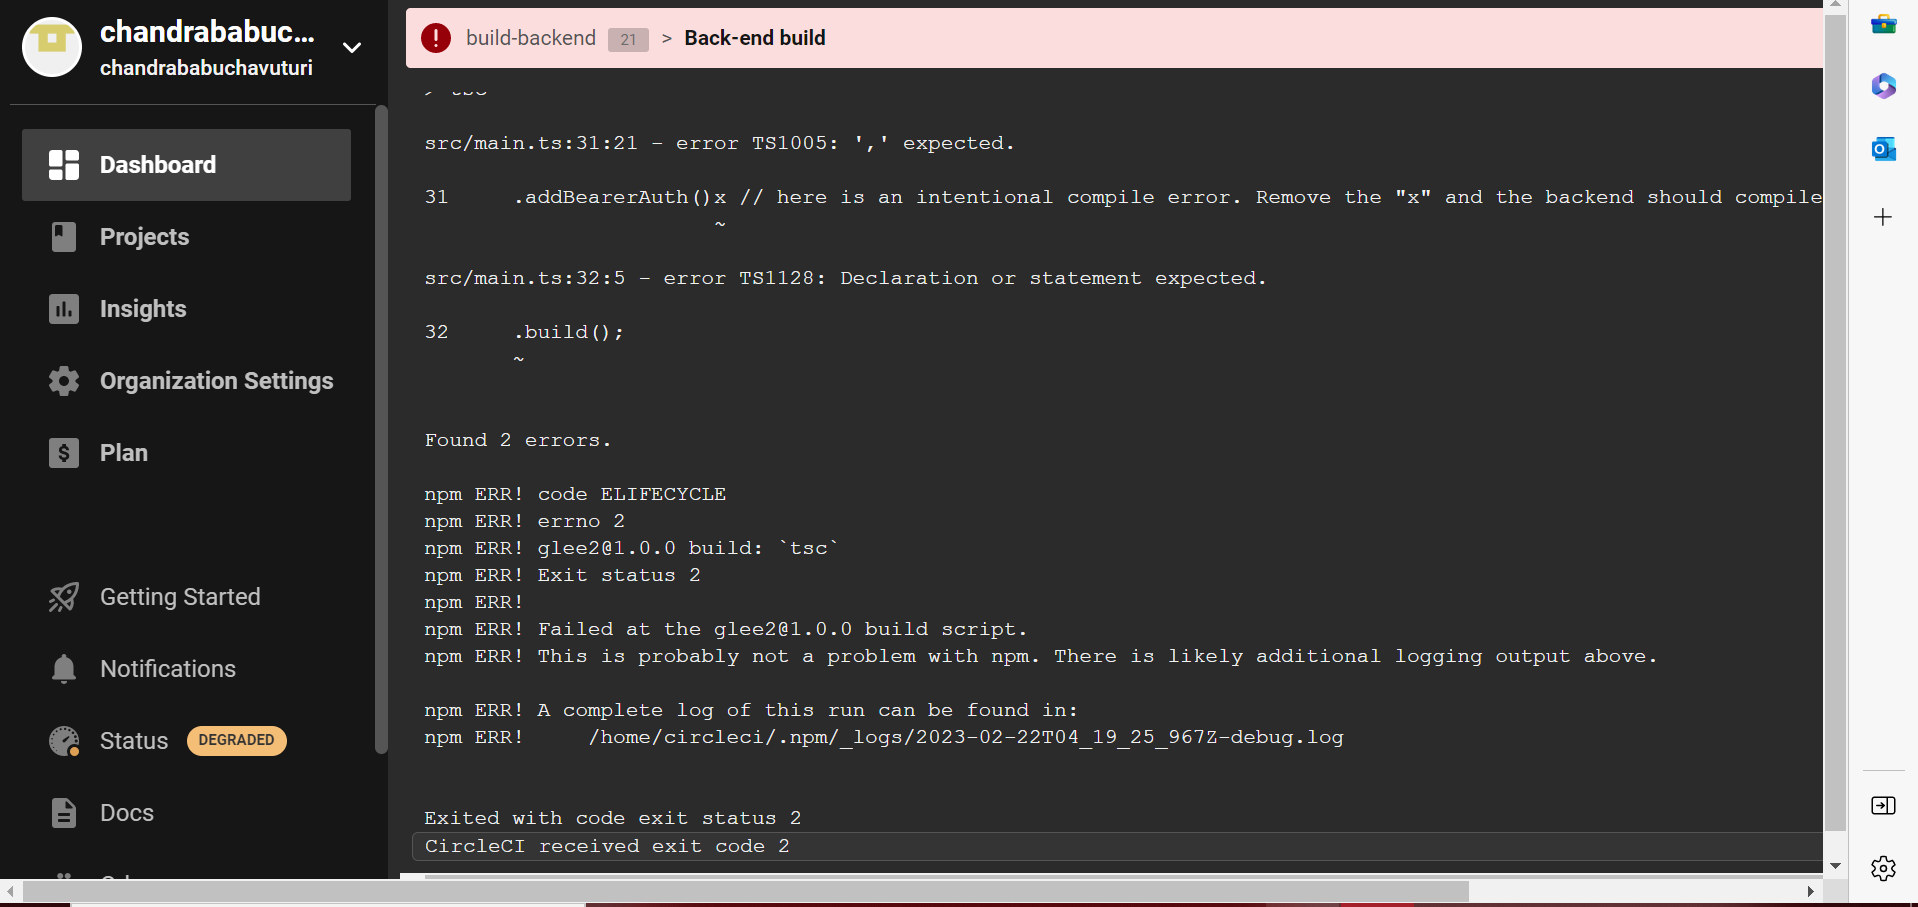 chandrababuc...
chandrababuchavuturi
Dashboard
Projects
Insights
Organization Settings
Plan
Getting Started
Notifications
Status DEGRADED
Docs
build-backend 21 > Back-end build
src/main.ts:31:21 - error TS1005: ',' expected.
31 .addBearerAuth()x // here is an intentional compile error. Remove the "x" and the backend should compile
~
src/main.ts:32:5 - error TS1128: Declaration or statement expected.
32 .build();
~
Found 2 errors.
npm ERR! code ELIFECYCLE
npm ERR! errno 2
npm ERR! glee2@1.0.0 build: `tsc`
npm ERR! Exit status 2
npm ERR!
npm ERR! Failed at the glee2@1.0.0 build script.
npm ERR! This is probably not a problem with npm. There is likely additional logging output above.
npm ERR! A complete log of this run can be found in:
npm ERR! /home/circleci/.npm/_logs/2023-02-22T04_19_25_967Z-debug.log
Exited with code exit status 2
CircleCI received exit code 2